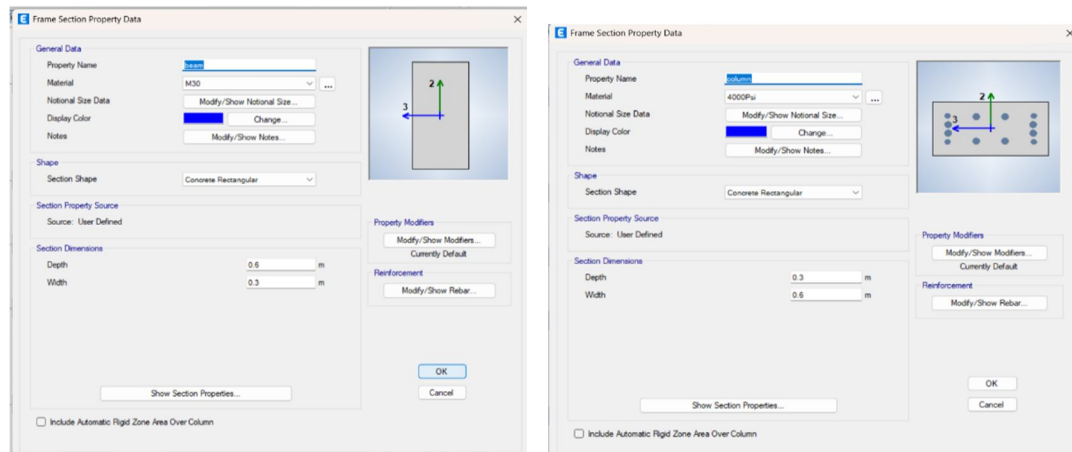 Frame Section Property Data
General Data
Property Name beam
Material M30 ...
Notional Size Data Modify/Show Notional Size...
Display Color Change...
Notes Modify/Show Notes...
2
3
Shape
Section Shape Concrete Rectangular
Section Property Source
Source: User Defined
Section Dimensions
Depth 0.6 m
Width 0.3 m
Property Modifiers
Modify/Show Modifiers...
Currently Default
Reinforcement
Modify/Show Rebar...
OK
Show Section Properties...
Cancel
Include Automatic Rigid Zone Area Over Column
Frame Section Property Data
General Data
Property Name column
Material 4000Psi ...
Notional Size Data Modify/Show Notional Size...
Display Color Change...
Notes Modify/Show Notes...
2
3
Shape
Section Shape Concrete Rectangular
Section Property Source
Source: User Defined
Section Dimensions
Depth 0.3 m
Width 0.6 m
Property Modifiers
Modify/Show Modifiers...
Currently Default
Reinforcement
Modify/Show Rebar...
OK
Show Section Properties...
Cancel
Include Automatic Rigid Zone Area Over Column